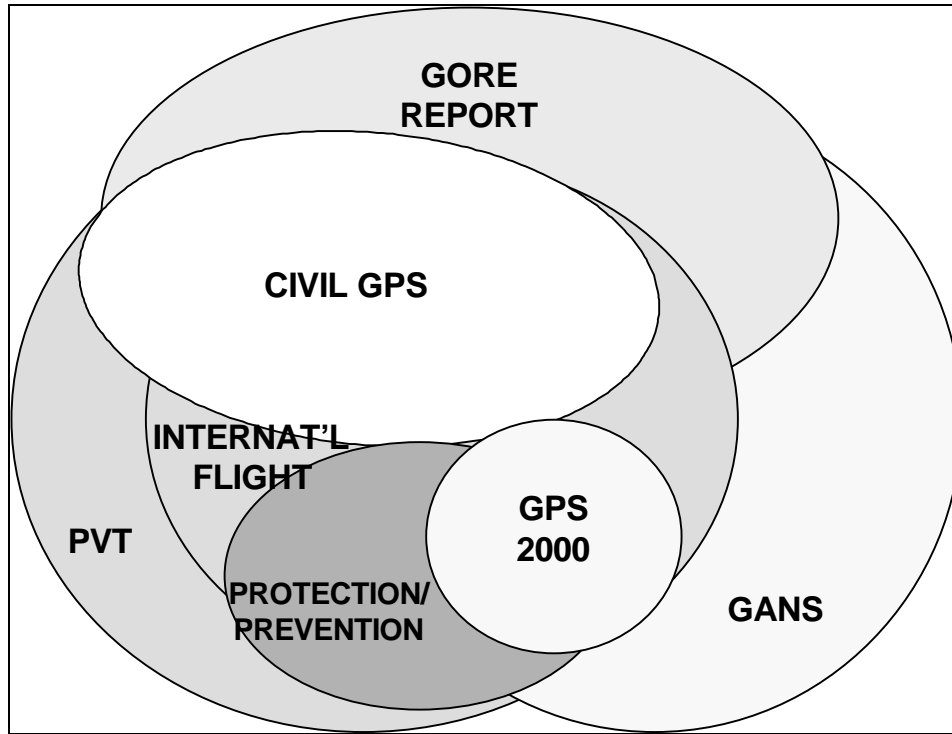 GORE
REPORT
CIVIL GPS
INTERNAT'L
FLIGHT
GPS
2000
PVT
PROTECTION/
PREVENTION
GANS